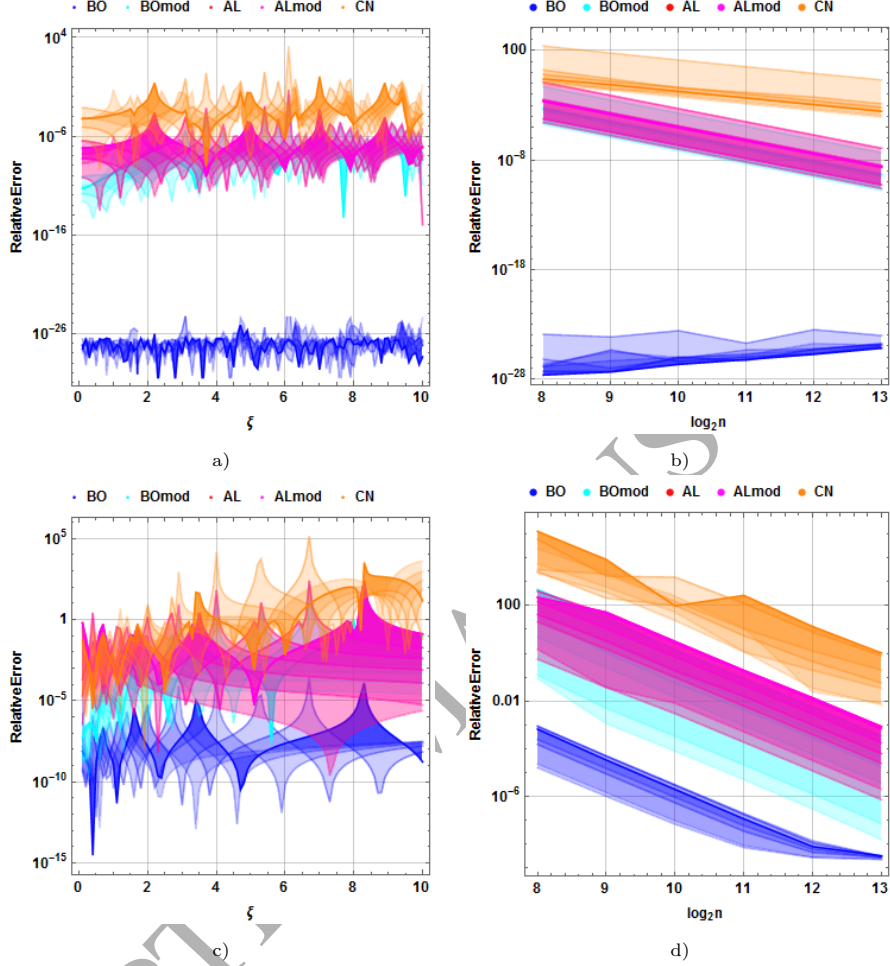 BO BOmod AL ALmod CN
10^4
10^-6
10^-16
10^-26
RelativeError
0 2 4 6 8 10
ξ
a)
BO BOmod AL ALmod CN
100
10^-8
10^-18
10^-28
RelativeError
8 9 10 11 12 13
log₂n
b)
BO BOmod AL ALmod CN
10^5
1
10^-5
10^-10
10^-15
RelativeError
0 2 4 6 8 10
ξ
c)
BO BOmod AL ALmod CN
100
0.01
10^-6
RelativeError
8 9 10 11 12 13
log₂n
d)